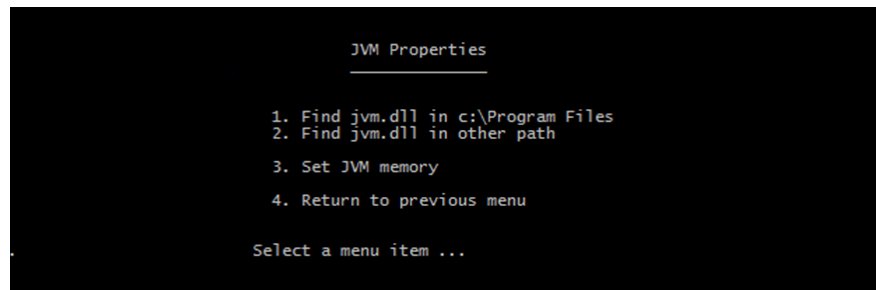 JVM Properties
1. Find jvm.dll in c:\Program Files
2. Find jvm.dll in other path
3. Set JVM memory
4. Return to previous menu
Select a menu item ...